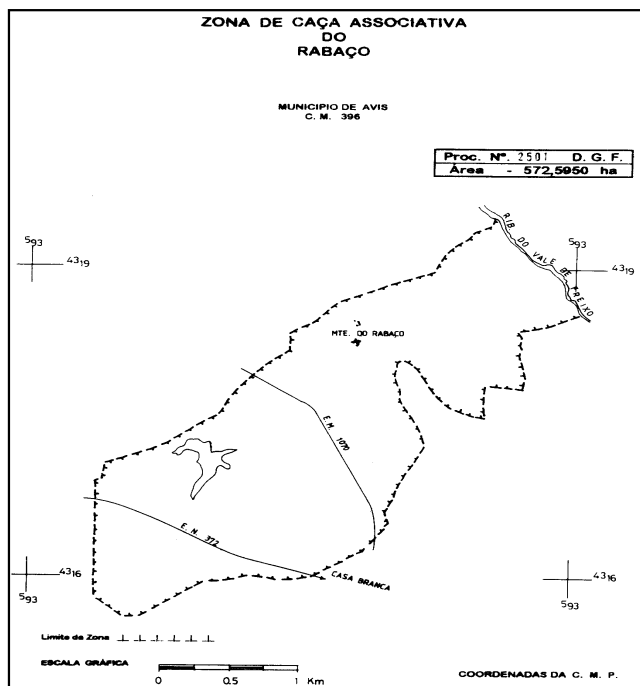 ZONA DE CAÇA ASSOCIATIVA
DO
RABAÇO
MUNICIPIO DE AVIS
C. M. 396
Proc. Nº. 2501 D. G. F.
Área - 572,5950 ha
RIB DO VALE DE FREIXO
593
4319
593
4319
MTE. DO RABAÇO
E.M. 1070
E. N. 372
CASA BRANCA
4316
593
4316
593
Limite da Zona
ESCALA GRÁFICA
0 0,5 1 Km
COORDENADAS DA C. M. P.